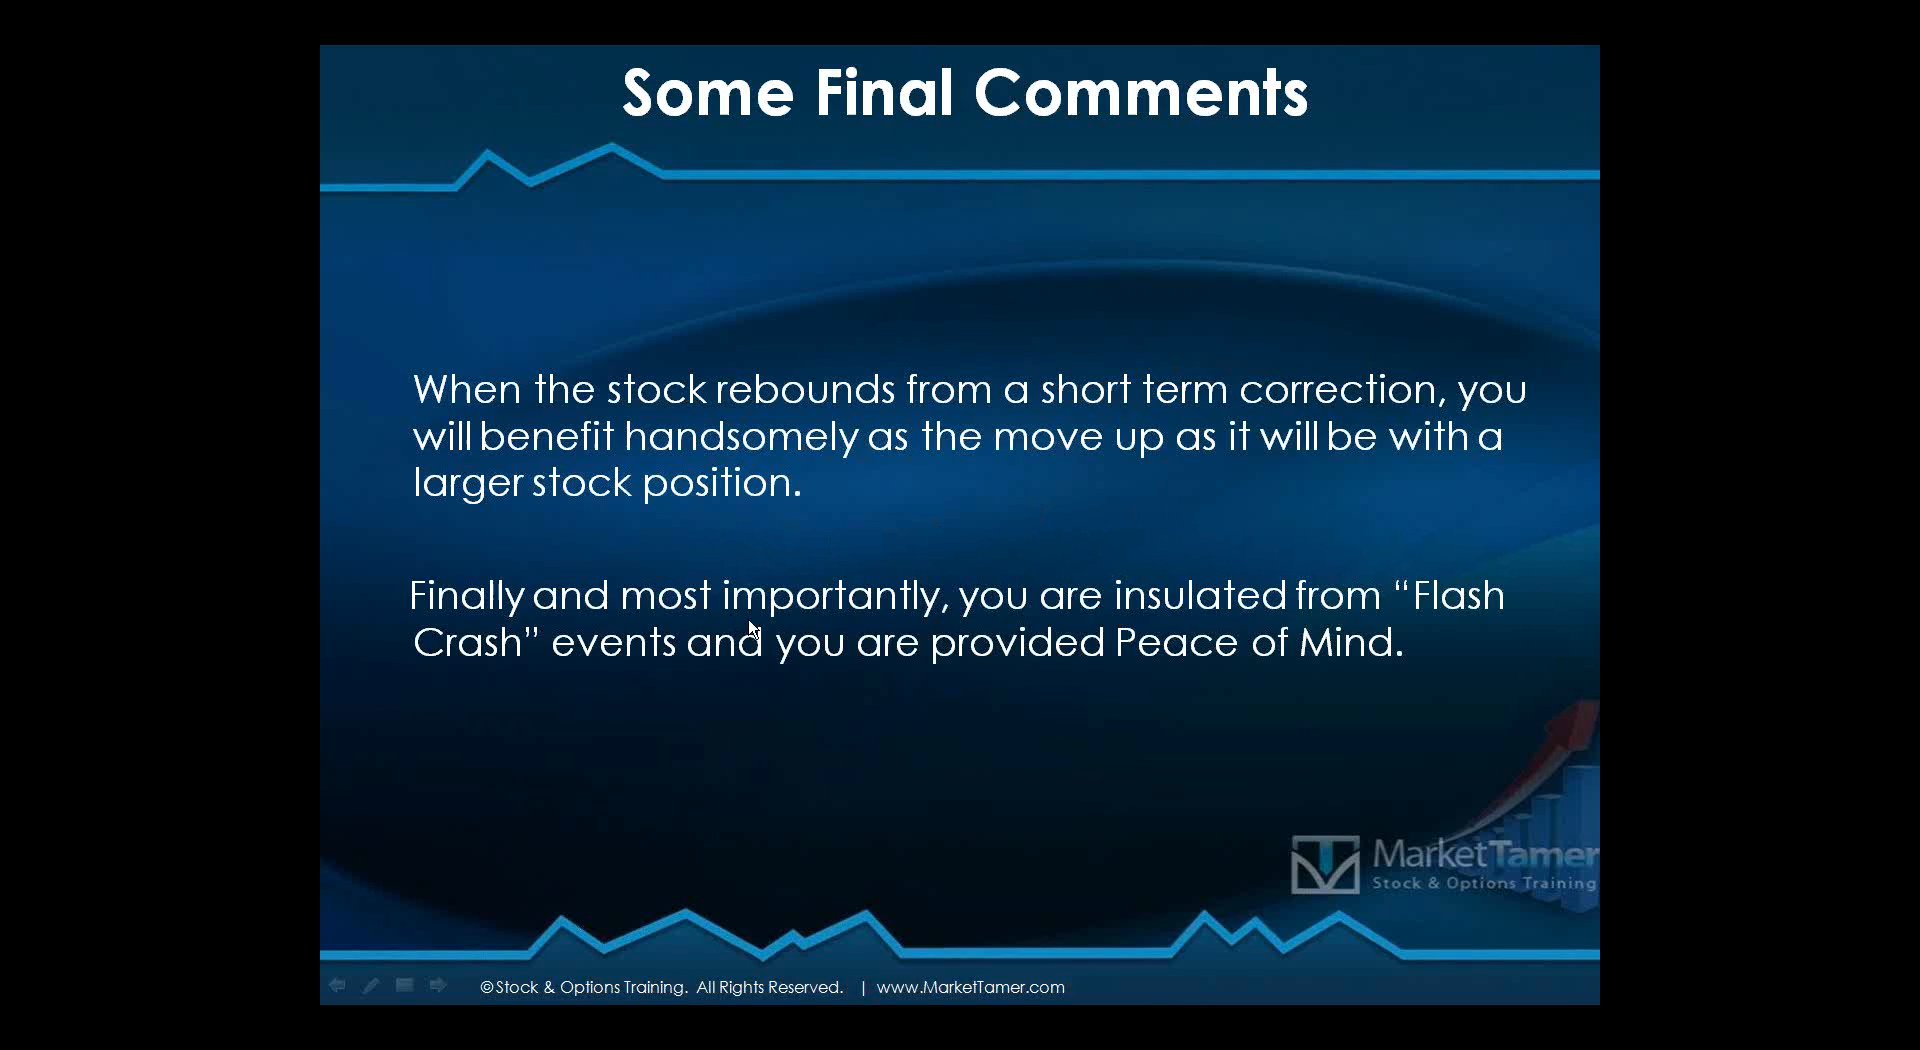 Some Final Comments
When the stock rebounds from a short term correction, you
will benefit handsomely as the move up as it will be with a
larger stock position.
Finally and most importantly, you are insulated from “Flash
Crash” events and you are provided Peace of Mind.
MarketTamer
Stock & Options Training
©Stock & Options Training. All Rights Reserved. | www.MarketTamer.com